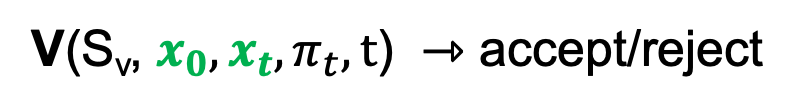 V(Sᵥ, x₀, xₜ, πₜ, t) → accept/reject